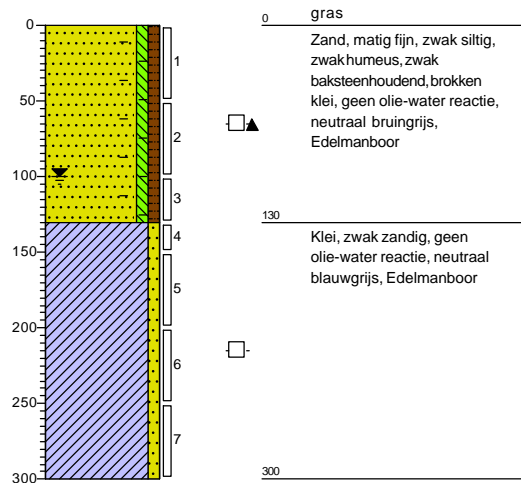 0
50
100
150
200
250
300
1
2
3
4
5
6
7
0
gras
Zand, matig fijn, zwak siltig,
zwak humeus, zwak
baksteenhoudend, brokken
klei, geen olie-water reactie,
neutraal bruingrijs,
Edelmanboor
130
Klei, zwak zandig, geen
olie-water reactie, neutraal
blauwgrijs, Edelmanboor
300